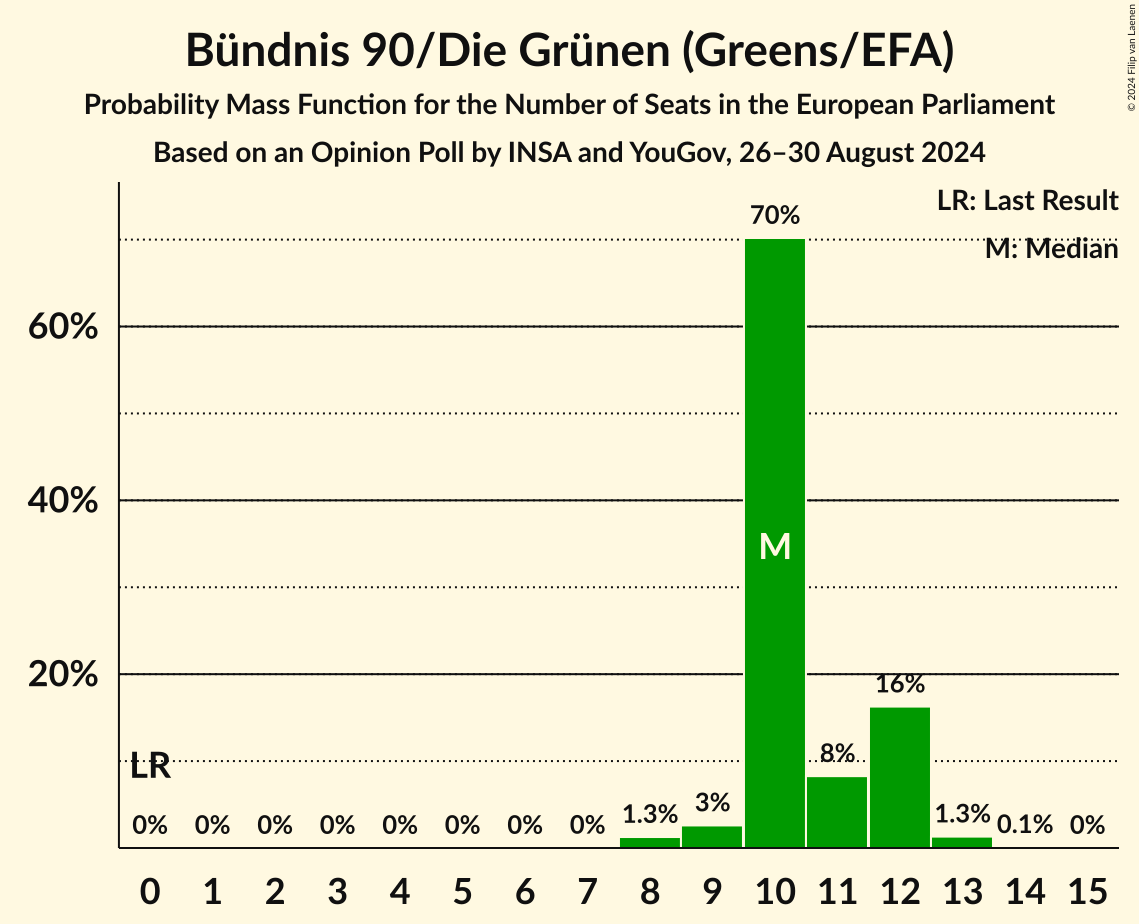 Bündnis 90/Die Grünen (Greens/EFA)
Probability Mass Function for the Number of Seats in the European Parliament
Based on an Opinion Poll by INSA and YouGov, 26–30 August 2024
© 2024 Filip van Laenen
LR: Last Result
M: Median
70%
60%
40%
M
20%
16%
8%
LR
0% 0% 0% 0% 0% 0% 0% 0% 1.3% 3% 1.3% 0.1% 0%
0 1 2 3 4 5 6 7 8 9 10 11 12 13 14 15